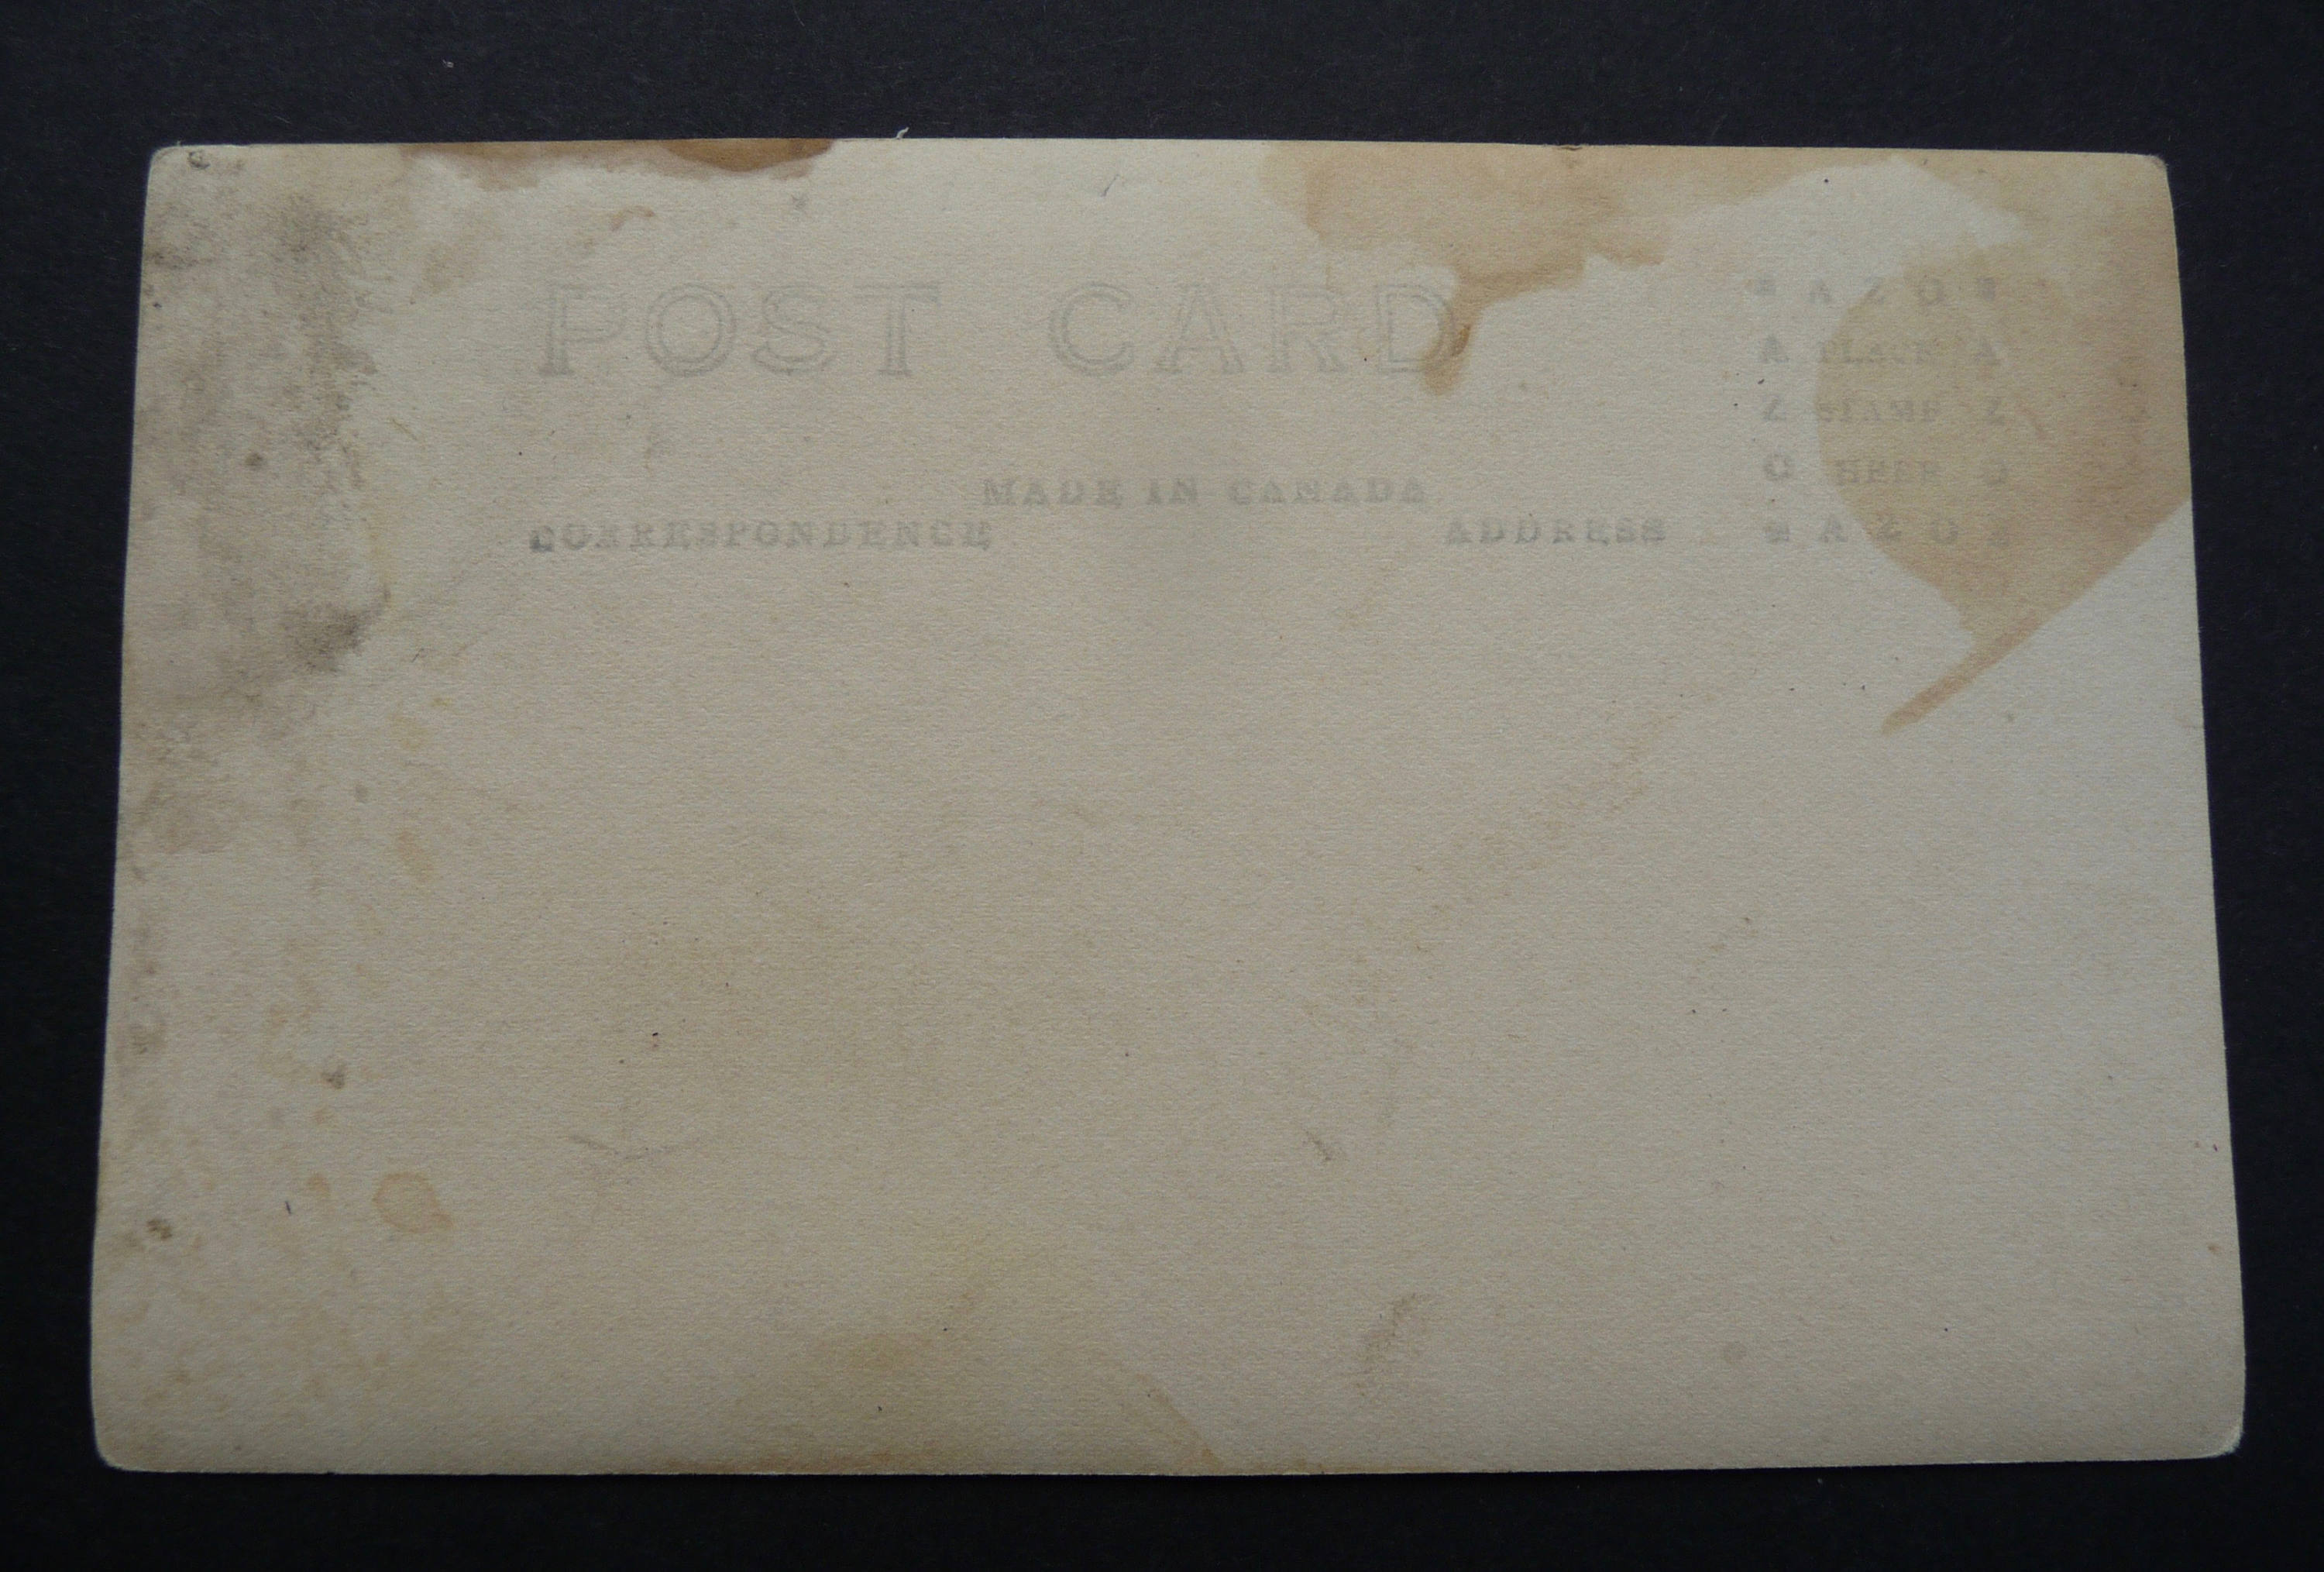 POST CARD
AZO
A PLACE A
Z STAMP Z
O HERE O
AZO
MADE IN CANADA
CORRESPONDENCE
ADDRESS